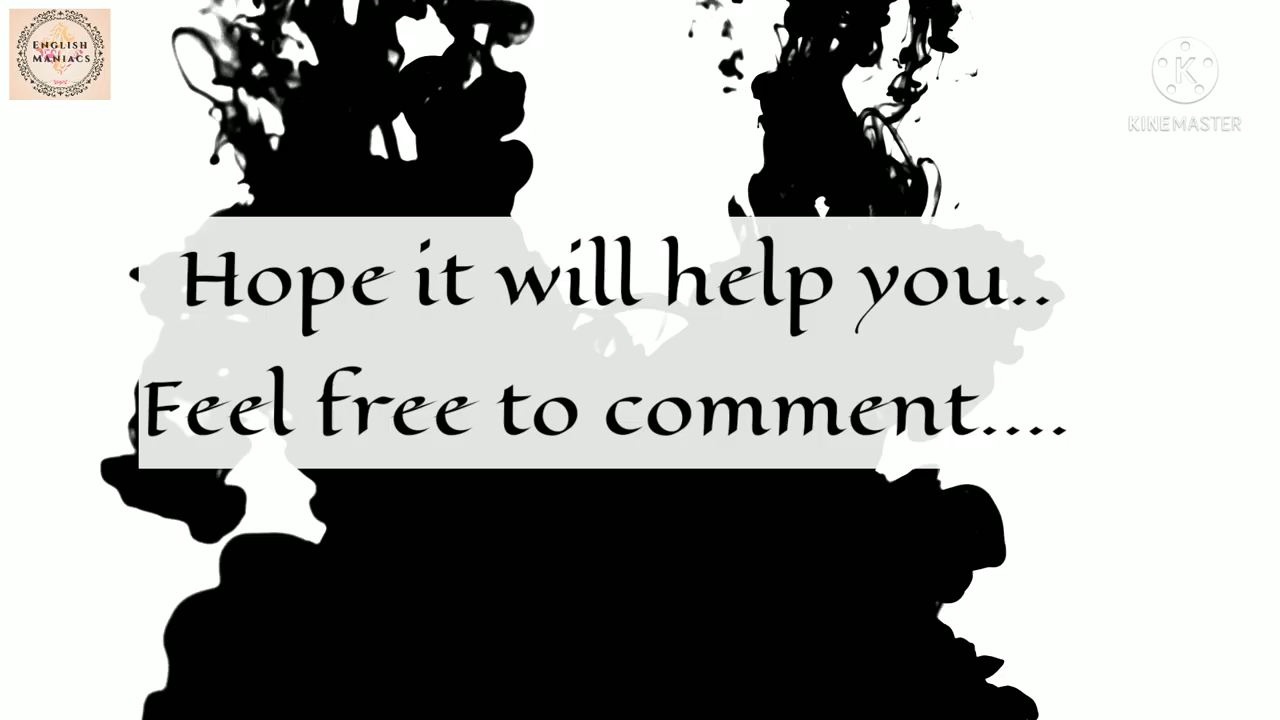 ENGLISH
MANIACS
KINEMASTER
Hope it will help you..
Feel free to comment....